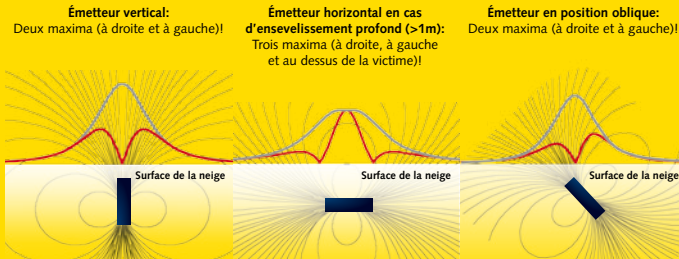 Émetteur vertical:
Deux maxima (à droite et à gauche)!
Émetteur horizontal en cas
d'ensevelissement profond (>1m):
Trois maxima (à droite, à gauche
et au dessus de la victime)!
Émetteur en position oblique:
Deux maxima (à droite et à gauche)!
Surface de la neige
Surface de la neige
Surface de la neige